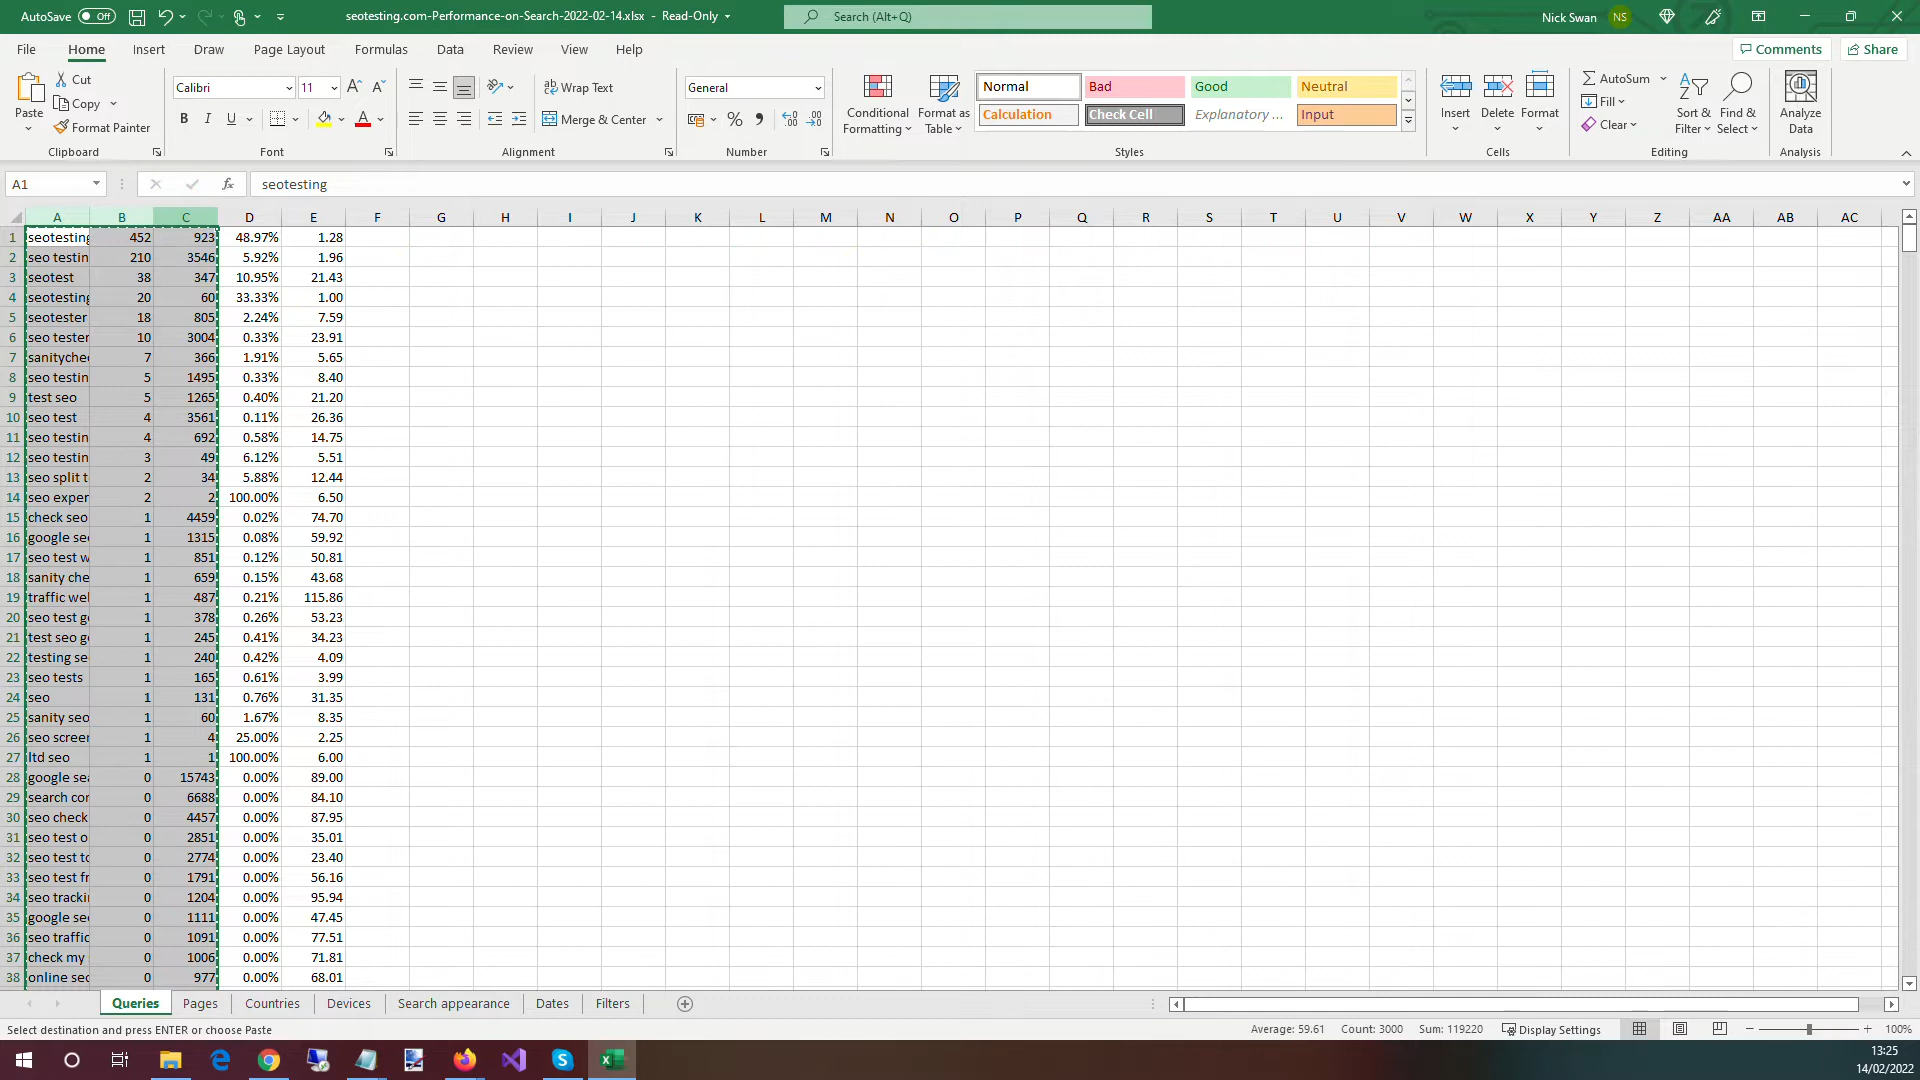 AutoSave Off seotesting.com-Performance-on-Search-2022-02-14.xlsx - Read-Only Search (Alt+Q) Nick Swan NS
File Home Insert Draw Page Layout Formulas Data Review View Help Comments Share
Paste Cut Copy Format Painter Clipboard
Calibri 11 B I U Font
Wrap Text Merge & Center Alignment
General % Number
Conditional Formatting Format as Table
Normal Bad Good Neutral
Calculation Check Cell Explanatory ... Input
Styles
Insert Delete Format Cells
AutoSum Fill Clear Sort & Filter Find & Select Editing
Analyze Data Analysis
A1 fx seotesting
A B C D E F G H I J K L M N O P Q R S T U V W X Y Z AA AB AC
1 seotesting 452 923 48.97% 1.28
2 seo testin 210 3546 5.92% 1.96
3 seotest 38 347 10.95% 21.43
4 seotesting 20 60 33.33% 1.00
5 seotester 18 805 2.24% 7.59
6 seo tester 10 3004 0.33% 23.91
7 sanityche 7 366 1.91% 5.65
8 seo testin 5 1495 0.33% 8.40
9 test seo 5 1265 0.40% 21.20
10 seo test 4 3561 0.11% 26.36
11 seo testin 4 692 0.58% 14.75
12 seo testin 3 49 6.12% 5.51
13 seo split t 2 34 5.88% 12.44
14 seo exper 2 2 100.00% 6.50
15 check seo 1 4459 0.02% 74.70
16 google se 1 1315 0.08% 59.92
17 seo test w 1 851 0.12% 50.81
18 sanity che 1 659 0.15% 43.68
19 traffic we 1 487 0.21% 115.86
20 seo test g 1 378 0.26% 53.23
21 test seo g 1 245 0.41% 34.23
22 testing se 1 240 0.42% 4.09
23 seo tests 1 165 0.61% 3.99
24 seo 1 131 0.76% 31.35
25 sanity seo 1 60 1.67% 8.35
26 seo screer 1 4 25.00% 2.25
27 ltd seo 1 1 100.00% 6.00
28 google sea 0 15743 0.00% 89.00
29 search cor 0 6688 0.00% 84.10
30 seo check 0 4457 0.00% 87.95
31 seo test o 0 2851 0.00% 35.01
32 seo test to 0 2774 0.00% 23.40
33 seo test fr 0 1791 0.00% 56.16
34 seo tracki 0 1204 0.00% 95.94
35 google se 0 1111 0.00% 47.45
36 seo traffic 0 1091 0.00% 77.51
37 check my 0 1006 0.00% 71.81
38 online seo 0 977 0.00% 68.01
Queries Pages Countries Devices Search appearance Dates Filters
Select destination and press ENTER or choose Paste Average: 59.61 Count: 3000 Sum: 119220 Display Settings 100%
13:25
14/02/2022